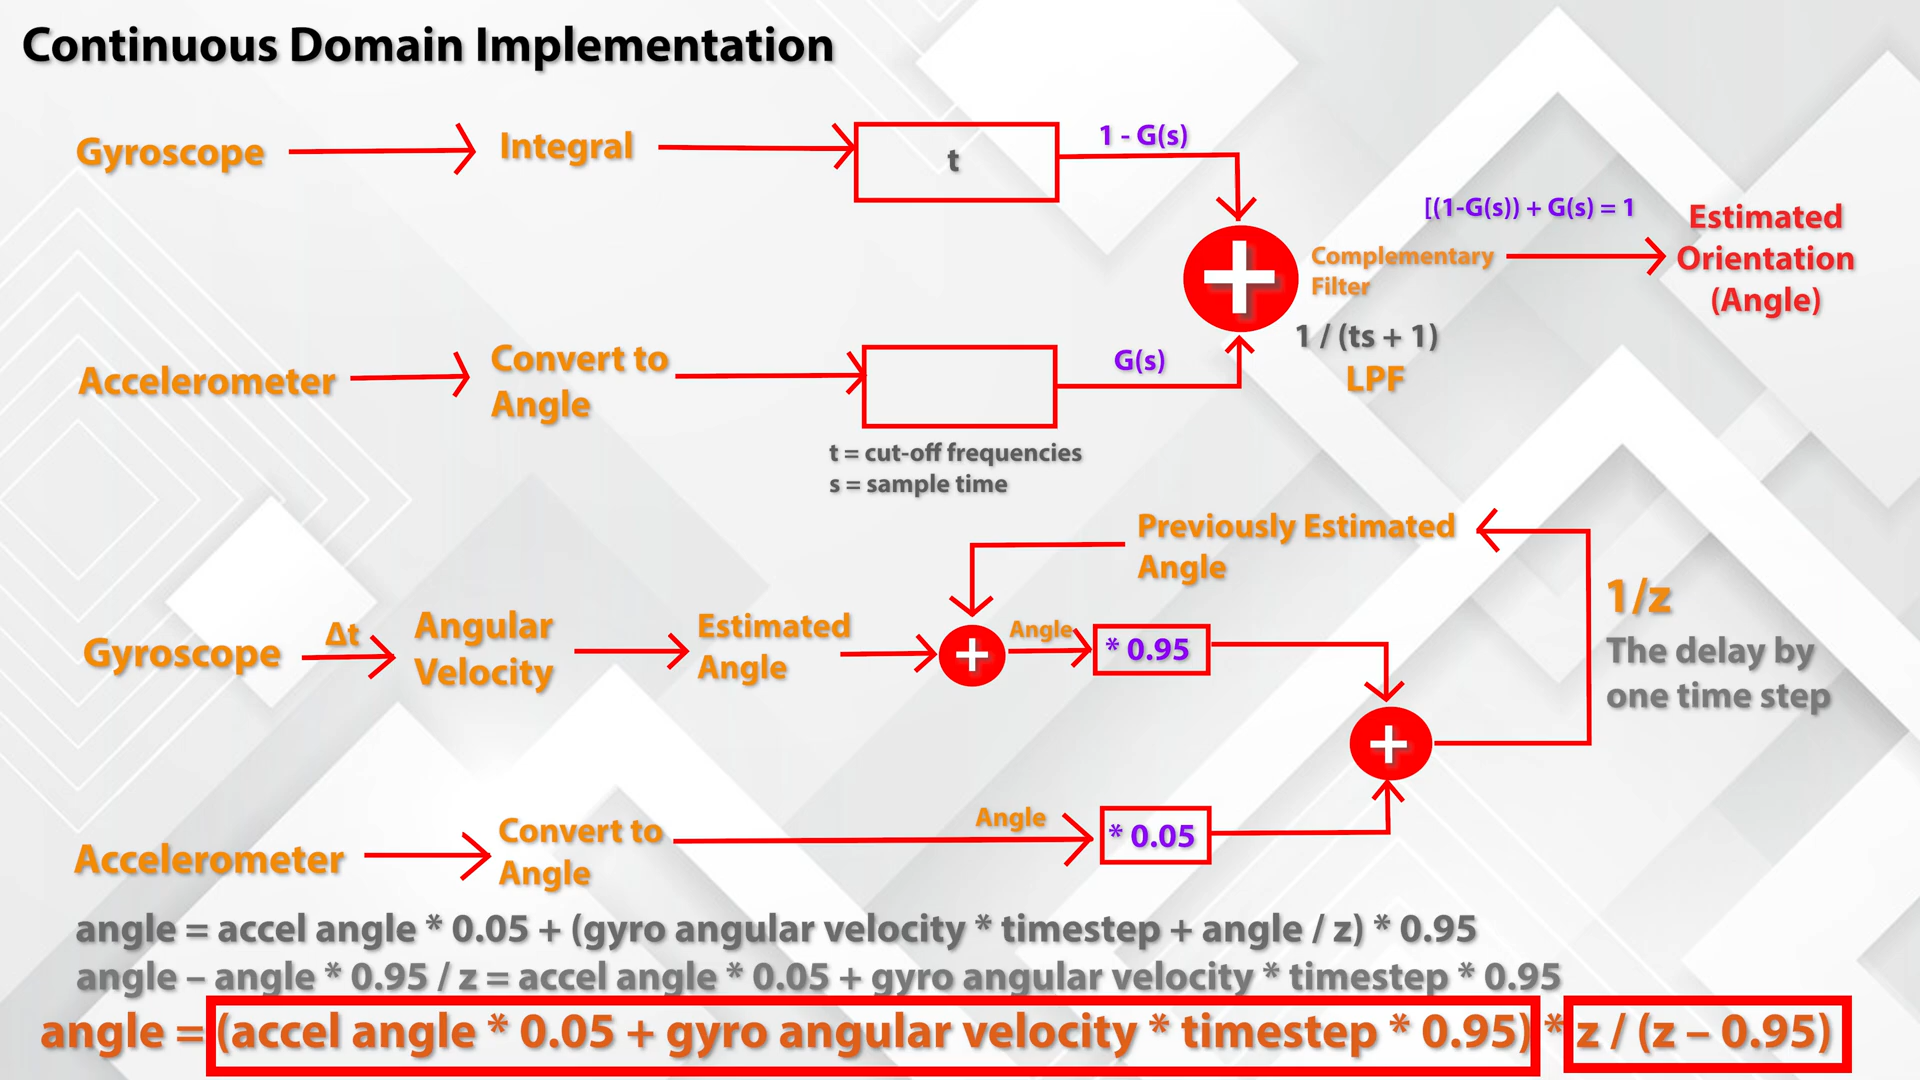 Continuous Domain Implementation
Gyroscope
Integral
t
1 - G(s)
[(1-G(s)) + G(s) = 1
Estimated
Orientation
(Angle)
+
Complementary
Filter
1 / (ts + 1)
LPF
Accelerometer
Convert to
Angle
G(s)
t = cut-off frequencies
s = sample time
Previously Estimated
Angle
1/z
The delay by
one time step
Gyroscope
Δt
Angular
Velocity
Estimated
Angle
+
Angle
* 0.95
+
Accelerometer
Convert to
Angle
Angle
* 0.05
angle = accel angle * 0.05 + (gyro angular velocity * timestep + angle / z) * 0.95
angle – angle * 0.95 / z = accel angle * 0.05 + gyro angular velocity * timestep * 0.95
angle = (accel angle * 0.05 + gyro angular velocity * timestep * 0.95) * z / (z – 0.95)